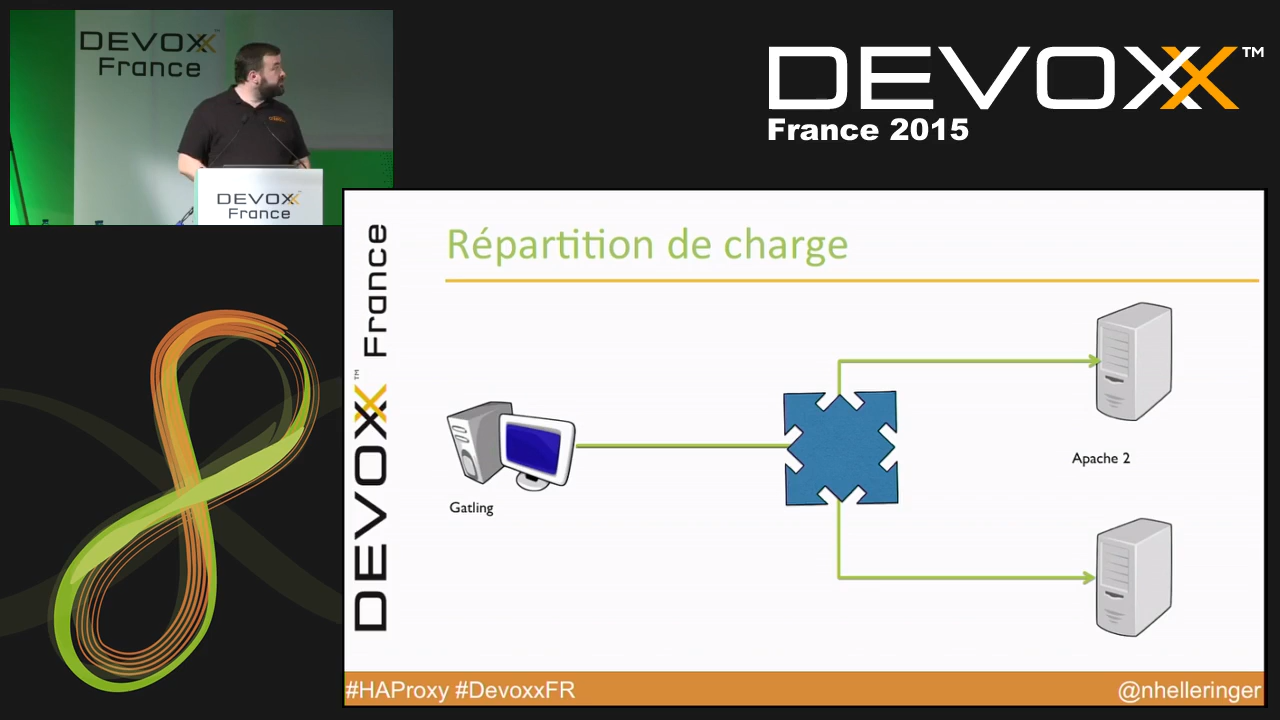 DEVOXX
France
DEVOXX
France
DEVOXX™
France 2015
DEVOXX™ France
Répartition de charge
Gatling
Apache 2
#HAProxy #DevoxxFR
@nhelleringer